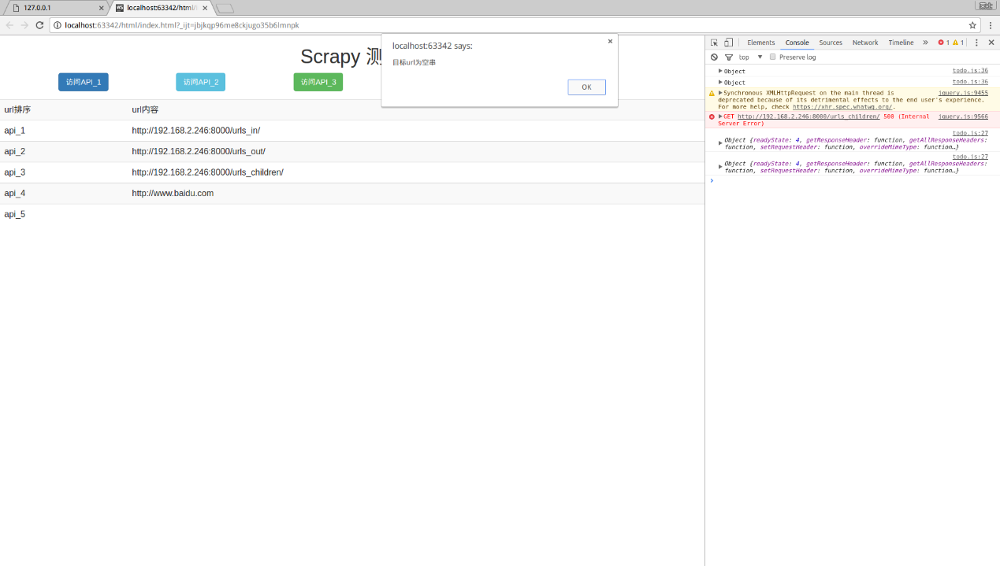 127.0.0.1
localhost:63342/html/i
localhost:63342/html/index.html?_ijt=jbjkqp96me8ckjugo35b6lmnpk
localhost:63342 says:
目标url为空串
OK
Scrapy 测
访问API_1 访问API_2 访问API_3
url排序 url内容
api_1 http://192.168.2.246:8000/urls_in/
api_2 http://192.168.2.246:8000/urls_out/
api_3 http://192.168.2.246:8000/urls_children/
api_4 http://www.baidu.com
api_5
Elements Console Sources Network Timeline » 1 1
top Preserve log
Object todo.js:36
Object todo.js:36
Synchronous XMLHttpRequest on the main thread is jquery.js:9455
deprecated because of its detrimental effects to the end user's experience.
For more help, check https://xhr.spec.whatwg.org/.
GET http://192.168.2.246:8000/urls_children/ 500 (Internal jquery.js:9566
Server Error)
todo.js:27
Object {readyState: 4, getResponseHeader: function, getAllResponseHeaders:
function, setRequestHeader: function, overrideMimeType: function…}
todo.js:27
Object {readyState: 4, getResponseHeader: function, getAllResponseHeaders:
function, setRequestHeader: function, overrideMimeType: function…}